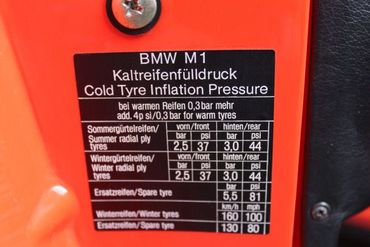 BMW M1
Kaltreifenfülldruck
Cold Tyre Inflation Pressure
bei warmen Reifen 0,3 bar mehr
add. 4p si/0,3 bar for warm tyres
Sommergürtelreifen/ vorn/front hinten/rear
Summer radial ply bar psi bar psi
tyres 2,5 37 3,0 44
Wintergürtelreifen/ vorn/front hinten/rear
Winter radial ply bar psi bar psi
tyres 2,5 37 3,0 44
bar psi
Ersatzreifen/Spare tyre 5,5 81
km/h mph
Winterreifen/Winter tyres 160 100
Ersatzreifen/Spare tyre 130 80